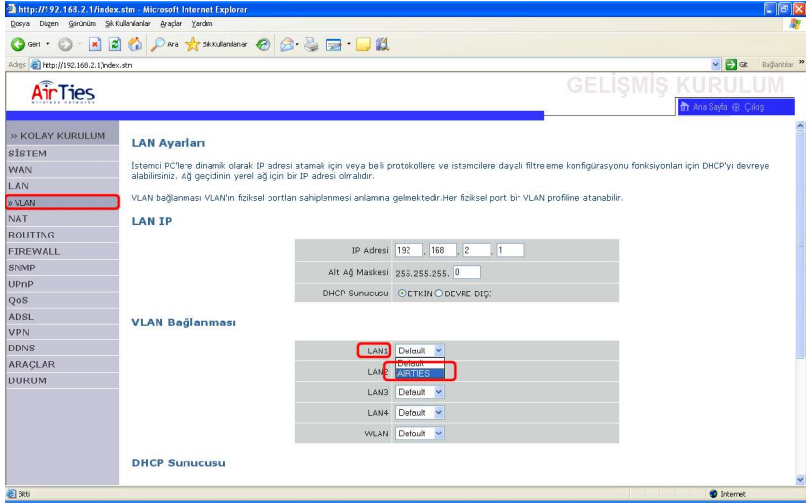 http://192.168.2.1/index.stm - Microsoft Internet Explorer
Dosya Düzen Görünüm Sık Kullanılanlar Araçlar Yardım
Geri Ara Sık Kullanılanlar
Adres http://192.168.2.1/index.stm Git Bağlantılar »
AirTies
wireless networks
GELİŞMİŞ KURULUM
Ana Sayfa Çıkış
» KOLAY KURULUM
SİSTEM
WAN
LAN
» VLAN
NAT
ROUTING
FIREWALL
SNMP
UPnP
QoS
ADSL
VPN
DDNS
ARAÇLAR
DURUM
LAN Ayarları
İstemci PC'lere dinamik olarak IP adresi atamak için veya belli protokollere ve istemcilere dayalı filtreleme konfigürasyonu fonksiyonları için DHCP'yi devreye
alabilirsiniz. Ağ geçidinin yerel ağ için bir IP adresi olmalıdır.
VLAN bağlanması VLAN'ın fiziksel portları sahiplenmesi anlamına gelmektedir.Her fiziksel port bir VLAN profiline atanabilir.
LAN IP
IP Adresi 192 . 168 . 2 . 1
Alt Ağ Maskesi 255.255.255. 0
DHCP Sunucusu ETKİN DEVRE DIŞI
VLAN Bağlanması
LAN1 Default
Default
LAN2 AIRTIES
LAN3 Default
LAN4 Default
WLAN Default
DHCP Sunucusu
Bitti Internet